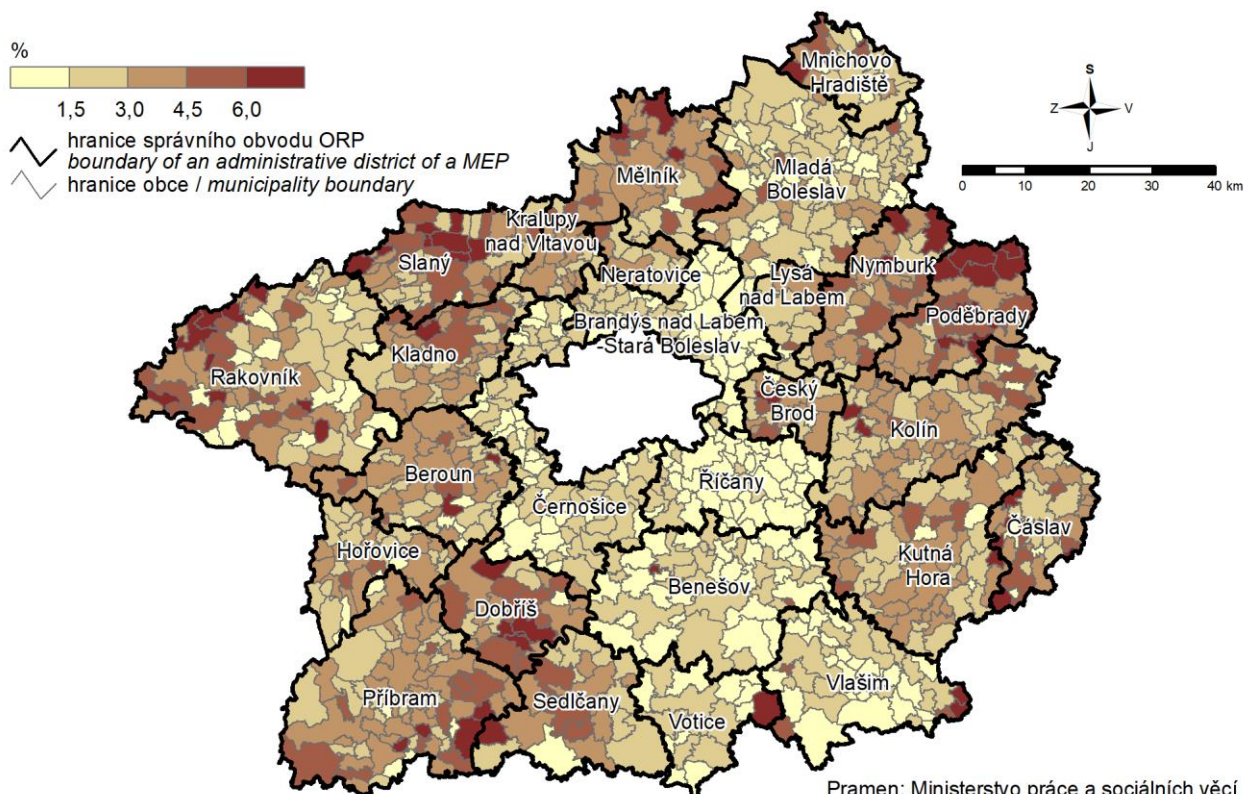 %
1,5 3,0 4,5 6,0
hranice správního obvodu ORP
boundary of an administrative district of a MEP
hranice obce / municipality boundary
S
Z V
J
0 10 20 30 40 km
Mnichovo
Hradiště
Mělník
Mladá
Boleslav
Kralupy
nad Vltavou
Slaný
Neratovice
Lysá
nad Labem
Nymburk
Poděbrady
Brandýs nad Labem
-Stará Boleslav
Kladno
Rakovník
Český
Brod
Kolín
Beroun
Říčany
Černošice
Čáslav
Hořovice
Kutná
Hora
Benešov
Dobříš
Vlašim
Příbram
Sedlčany
Votice
Pramen: Ministerstvo práce a sociálních věcí